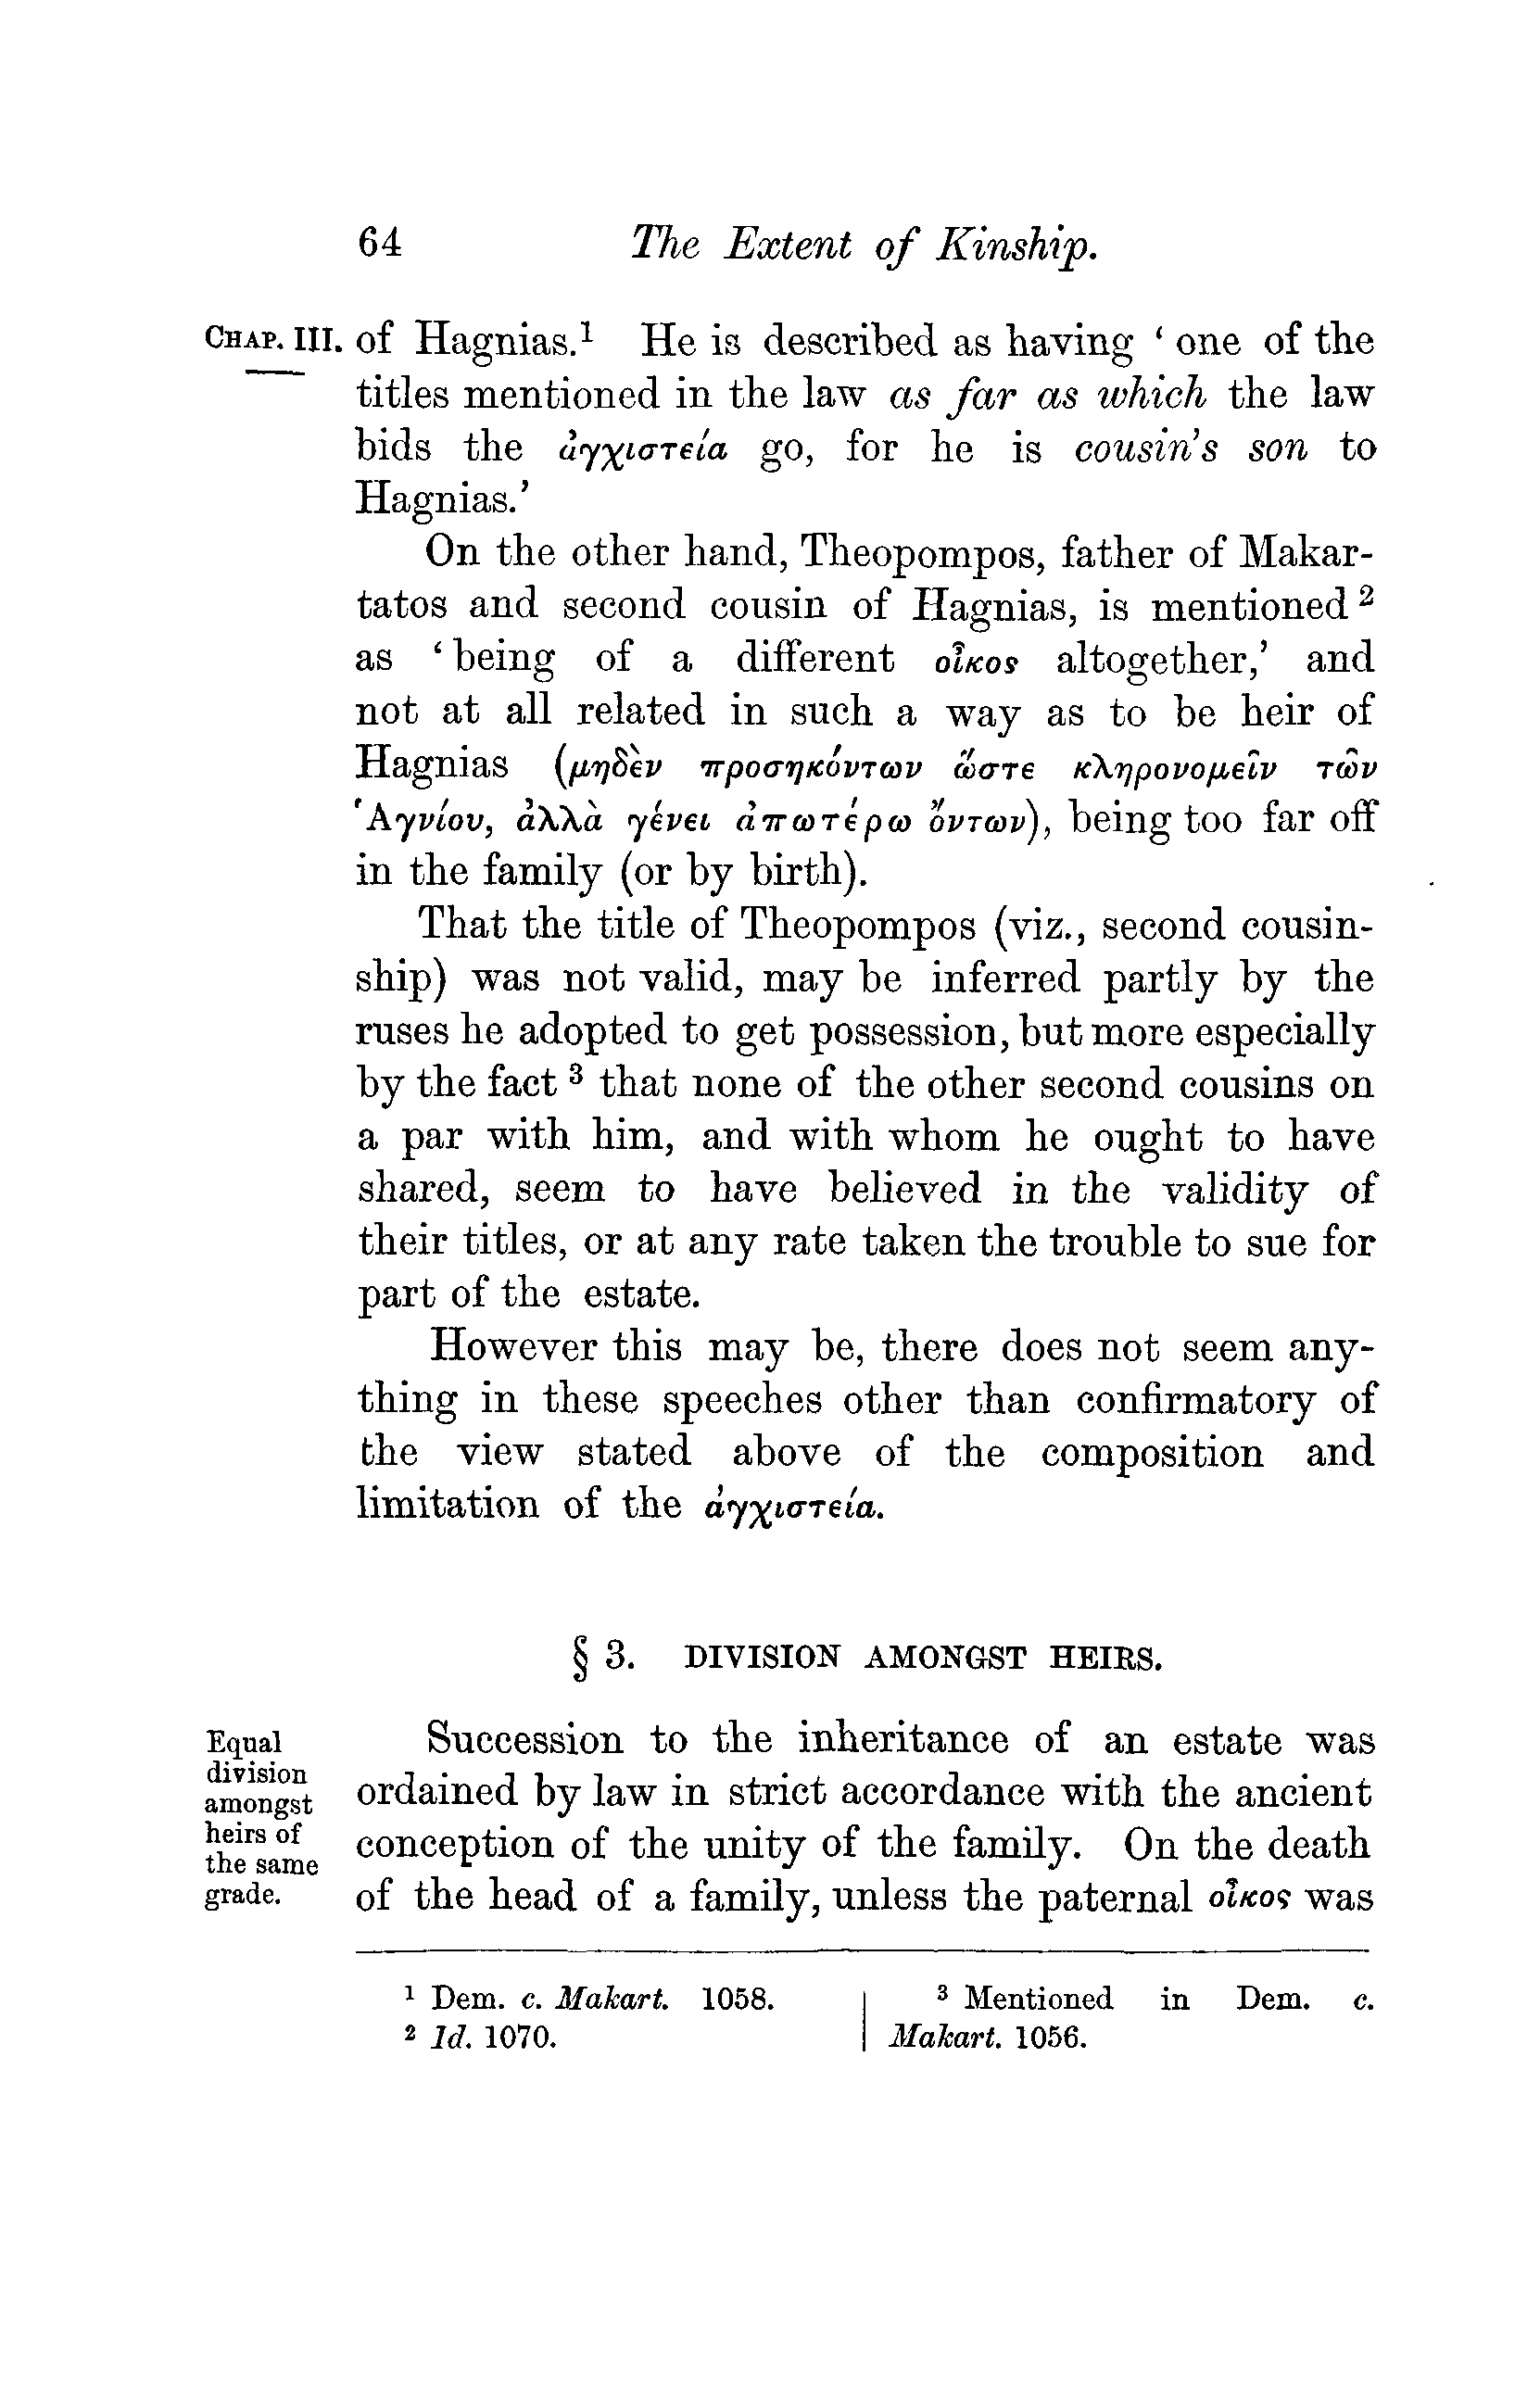 64 The Extent of Kinship.
CHAP. III. of Hagnias.¹ He is described as having ‘ one of the
titles mentioned in the law as far as which the law
bids the ἀγχιστεία go, for he is cousin’s son to
Hagnias.’
On the other hand, Theopompos, father of Makar-
tatos and second cousin of Hagnias, is mentioned ²
as ‘ being of a different οἶκος altogether,’ and
not at all related in such a way as to be heir of
Hagnias (μηδὲν προσηκόντων ὥστε κληρονομεῖν τῶν
Ἁγνίου, ἀλλὰ γένει ἀπωτέρω ὄντων), being too far off
in the family (or by birth).
That the title of Theopompos (viz., second cousin-
ship) was not valid, may be inferred partly by the
ruses he adopted to get possession, but more especially
by the fact ³ that none of the other second cousins on
a par with him, and with whom he ought to have
shared, seem to have believed in the validity of
their titles, or at any rate taken the trouble to sue for
part of the estate.
However this may be, there does not seem any-
thing in these speeches other than confirmatory of
the view stated above of the composition and
limitation of the ἀγχιστεία.
§ 3. DIVISION AMONGST HEIRS.
Equal
division
amongst
heirs of
the same
grade.
Succession to the inheritance of an estate was
ordained by law in strict accordance with the ancient
conception of the unity of the family. On the death
of the head of a family, unless the paternal οἶκος was
¹ Dem. c. Makart. 1058.
² Id. 1070.
³ Mentioned in Dem. c.
Makart. 1056.